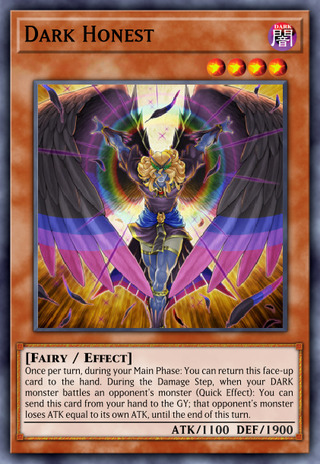 Dark Honest
DARK
闇
[Fairy / Effect]
Once per turn, during your Main Phase: You can return this face-up
card to the hand. During the Damage Step, when your DARK
monster battles an opponent's monster (Quick Effect): You can
send this card from your hand to the GY; that opponent's monster
loses ATK equal to its own ATK, until the end of this turn.
ATK/1100 DEF/1900